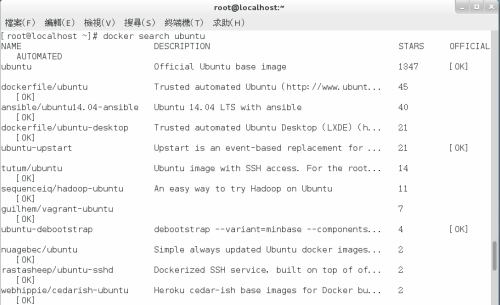 root@localhost:~
檔案(F) 編輯(E) 檢視(V) 搜尋(S) 終端機(T) 求助(H)
[root@localhost ~]# docker search ubuntu
NAME DESCRIPTION STARS OFFICIAL
AUTOMATED
ubuntu Official Ubuntu base image 1347 [OK]
dockerfile/ubuntu Trusted automated Ubuntu (http://www.ubunt... 45
[OK]
ansible/ubuntu14.04-ansible Ubuntu 14.04 LTS with ansible 40
[OK]
dockerfile/ubuntu-desktop Trusted automated Ubuntu Desktop (LXDE) (h... 21
[OK]
ubuntu-upstart Upstart is an event-based replacement for ... 21 [OK]
tutum/ubuntu Ubuntu image with SSH access. For the root... 14
[OK]
sequenceiq/hadoop-ubuntu An easy way to try Hadoop on Ubuntu 11
[OK]
guilhem/vagrant-ubuntu 7
[OK]
ubuntu-debootstrap debootstrap --variant=minbase --components... 4 [OK]
nuagebec/ubuntu Simple always updated Ubuntu docker images... 2
[OK]
rastasheep/ubuntu-sshd Dockerized SSH service, built on top of of... 2
[OK]
webhippie/cedarish-ubuntu Heroku cedar-ish base images for Docker bu... 2
[OK]